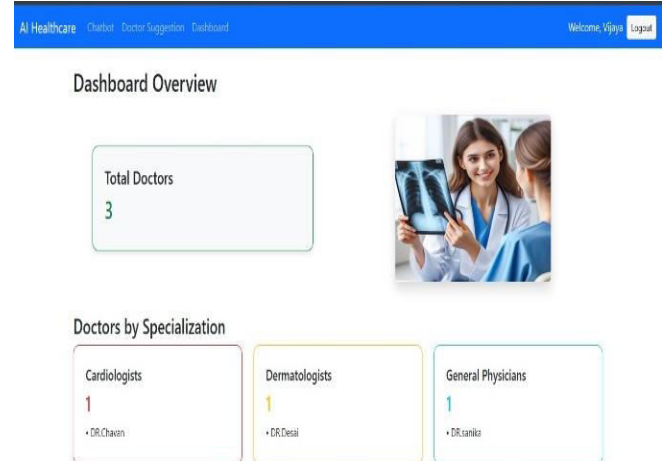 AI Healthcare Chatbot Doctor Suggestion Dashboard Welcome, Vijaya Logout
Dashboard Overview
Total Doctors
3
Doctors by Specialization
Cardiologists
1
• DR.Chavan
Dermatologists
1
• DR.Desai
General Physicians
1
• DR.sanika